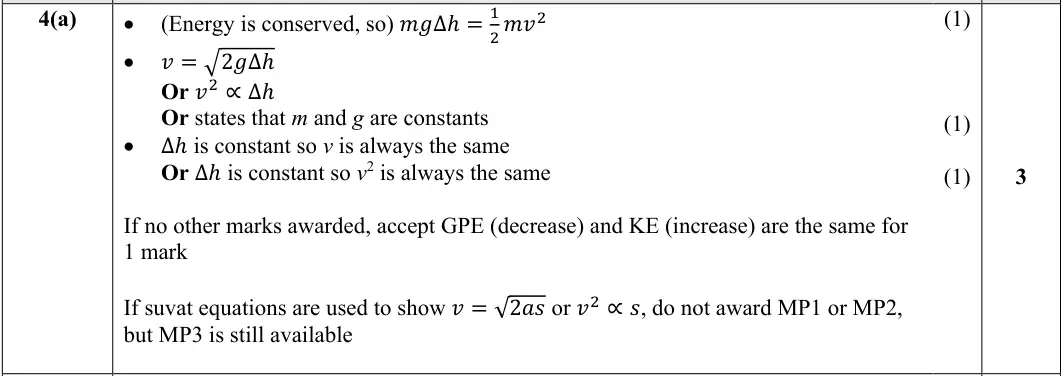 4(a)
• (Energy is conserved, so) 𝑚𝑔Δℎ = 1/2 𝑚𝑣² (1)
• 𝑣 = √2𝑔Δℎ
Or 𝑣² ∝ Δℎ
Or states that m and g are constants (1)
• Δℎ is constant so v is always the same
Or Δℎ is constant so v² is always the same (1) 3
If no other marks awarded, accept GPE (decrease) and KE (increase) are the same for
1 mark
If suvat equations are used to show 𝑣 = √2𝑎𝑠 or 𝑣² ∝ 𝑠, do not award MP1 or MP2,
but MP3 is still available